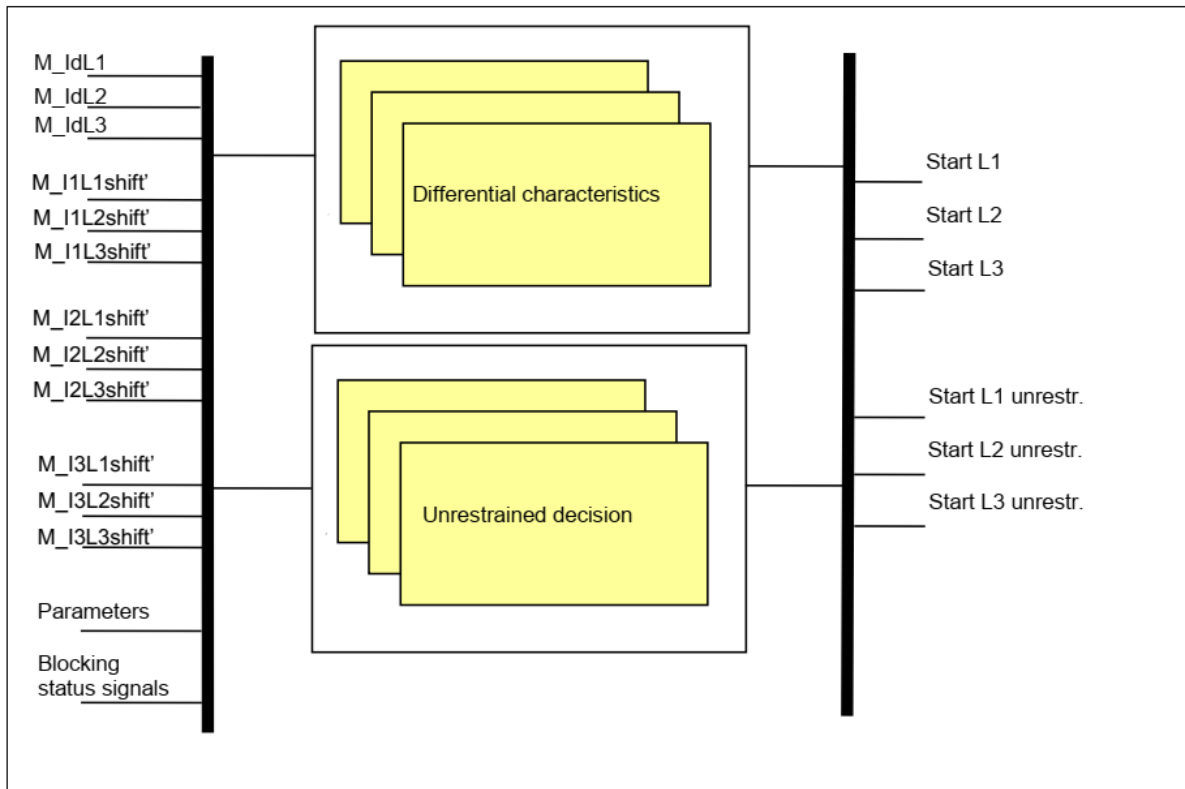 M_IdL1
M_IdL2
M_IdL3
M_I1L1shift'
M_I1L2shift'
M_I1L3shift'
M_I2L1shift'
M_I2L2shift'
M_I2L3shift'
M_I3L1shift'
M_I3L2shift'
M_I3L3shift'
Parameters
Blocking
status signals
Differential characteristics
Unrestrained decision
Start L1
Start L2
Start L3
Start L1 unrestr.
Start L2 unrestr.
Start L3 unrestr.